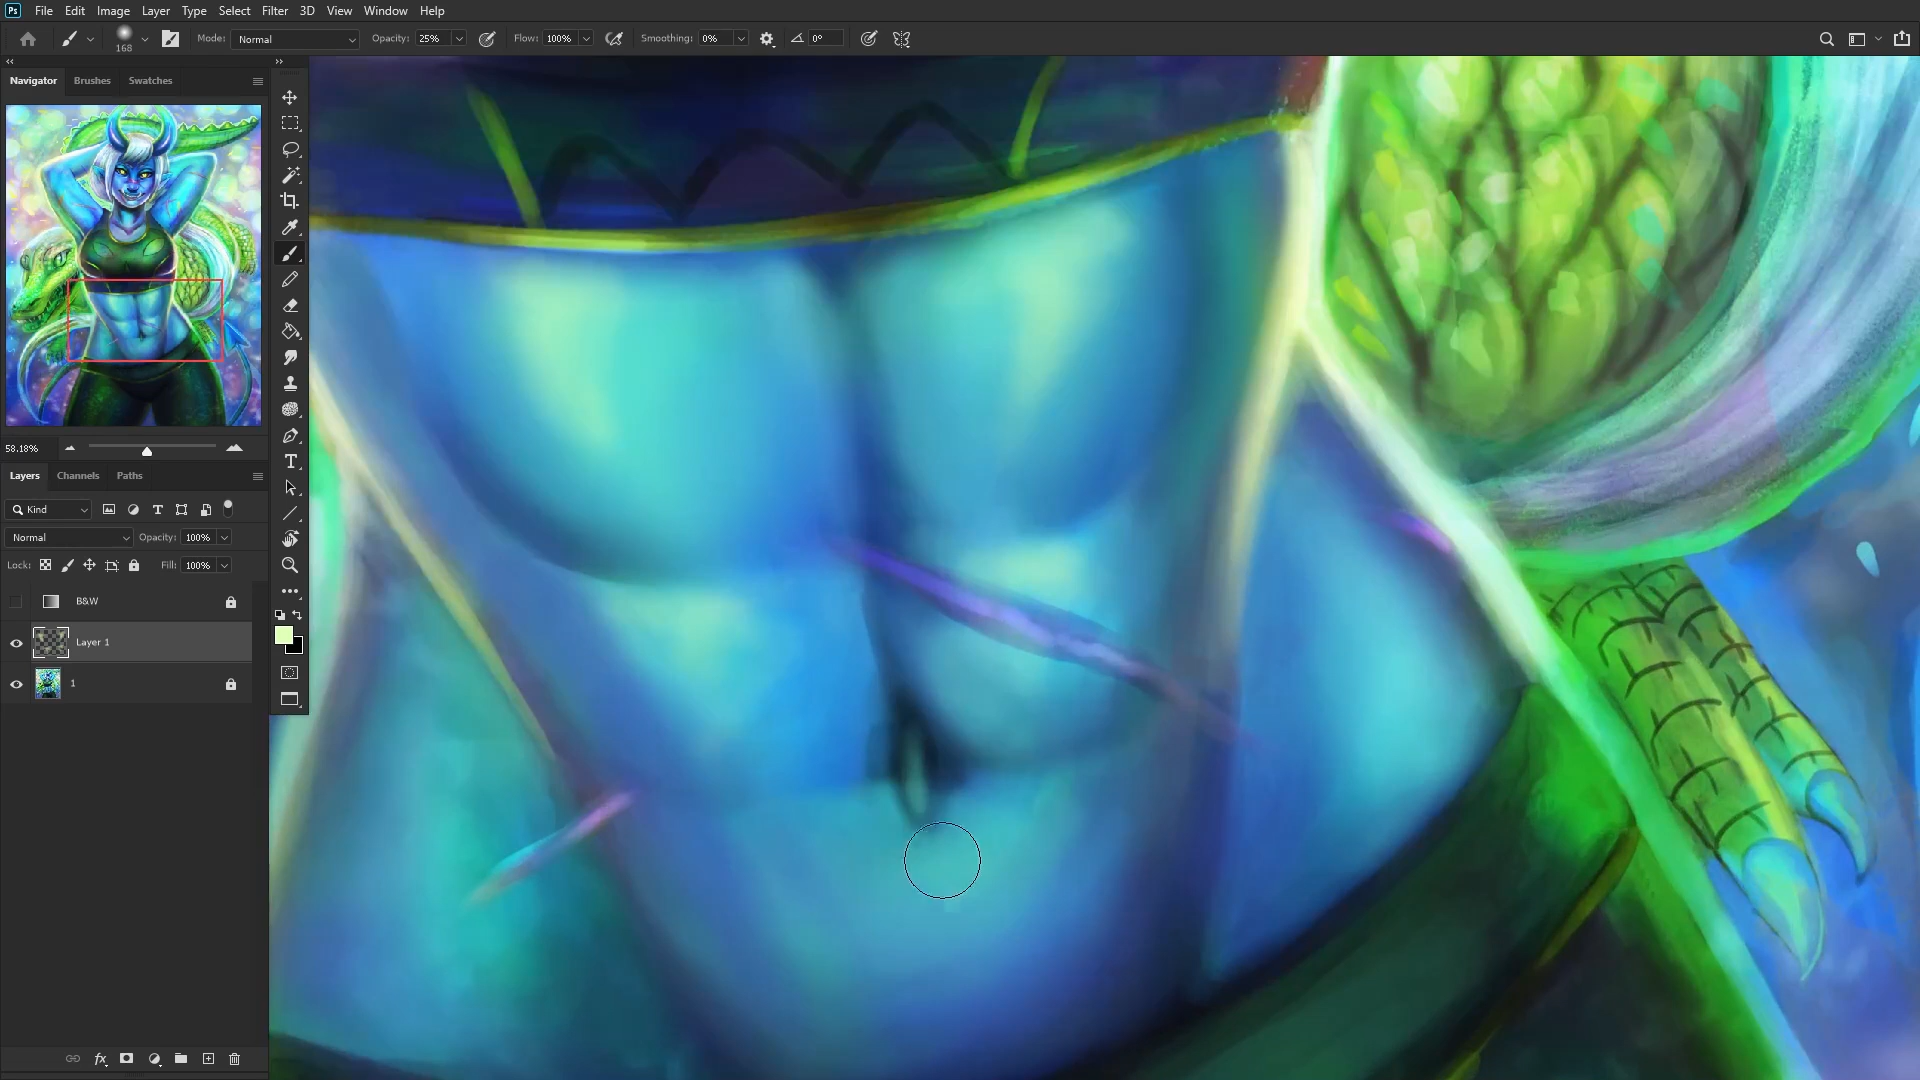 Ps File Edit Image Layer Type Select Filter 3D View Window Help
168 Mode: Normal Opacity: 25% Flow: 100% Smoothing: 0% 0°
Navigator Brushes Swatches
58.18%
Layers Channels Paths
Kind
Normal Opacity: 100%
Lock: Fill: 100%
B&W
Layer 1
1
fx